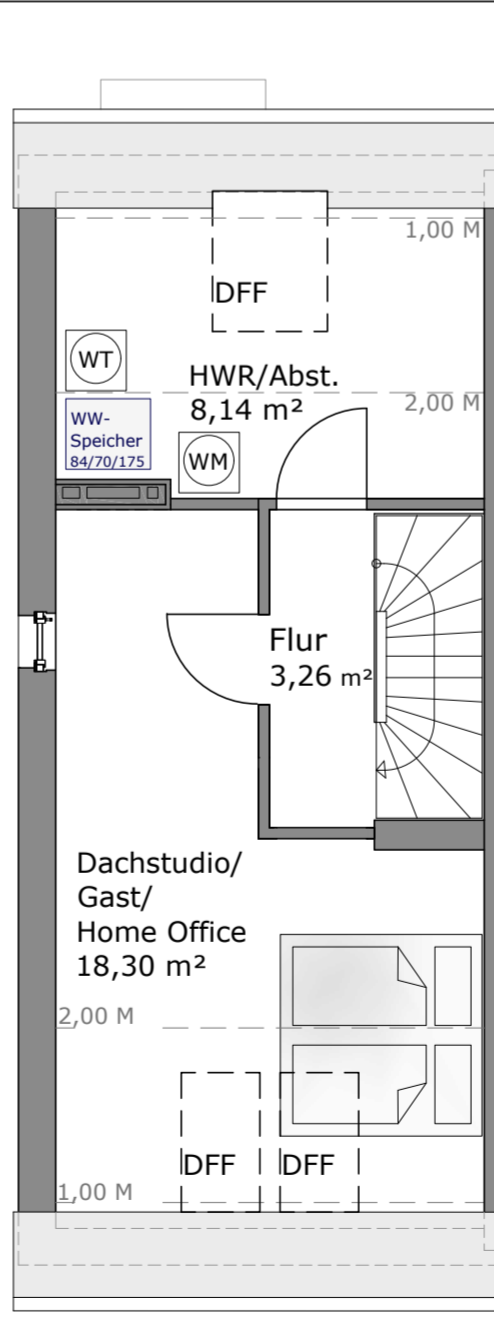 1,00 M
DFF
WT
HWR/Abst.
8,14 m²
2,00 M
WW-
Speicher
84/70/175
WM
Flur
3,26 m²
Dachstudio/
Gast/
Home Office
18,30 m²
2,00 M
DFF
DFF
1,00 M